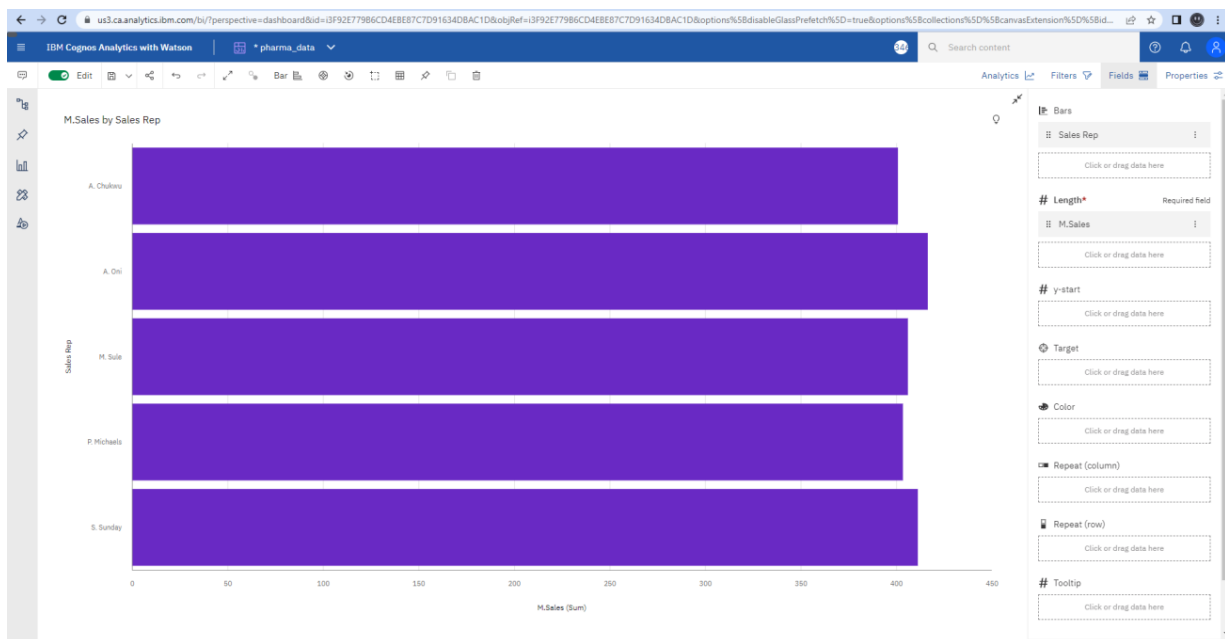 us3.ca.analytics.ibm.com/bi/?perspective=dashboard&id=i3F92E779B6CD4EBE87C7D91634DBAC1D&objRef=i3F92E779B6CD4EBE87C7D91634DBAC1D&options%5BdisableGlassPrefetch%5D=true&options%5Bcollections%5D%5BcanvasExtension%5D%5Bid...
IBM Cognos Analytics with Watson
* pharma_data
Search content
Edit
Bar
Analytics
Filters
Fields
Properties
M.Sales by Sales Rep
Sales Rep
A. Chukwu
A. Oni
M. Sule
P. Michaels
S. Sunday
0 50 100 150 200 250 300 350 400 450
M.Sales (Sum)
Bars
Sales Rep
Click or drag data here
# Length* Required field
M.Sales
Click or drag data here
# y-start
Click or drag data here
Target
Click or drag data here
Color
Click or drag data here
Repeat (column)
Click or drag data here
Repeat (row)
Click or drag data here
# Tooltip
Click or drag data here